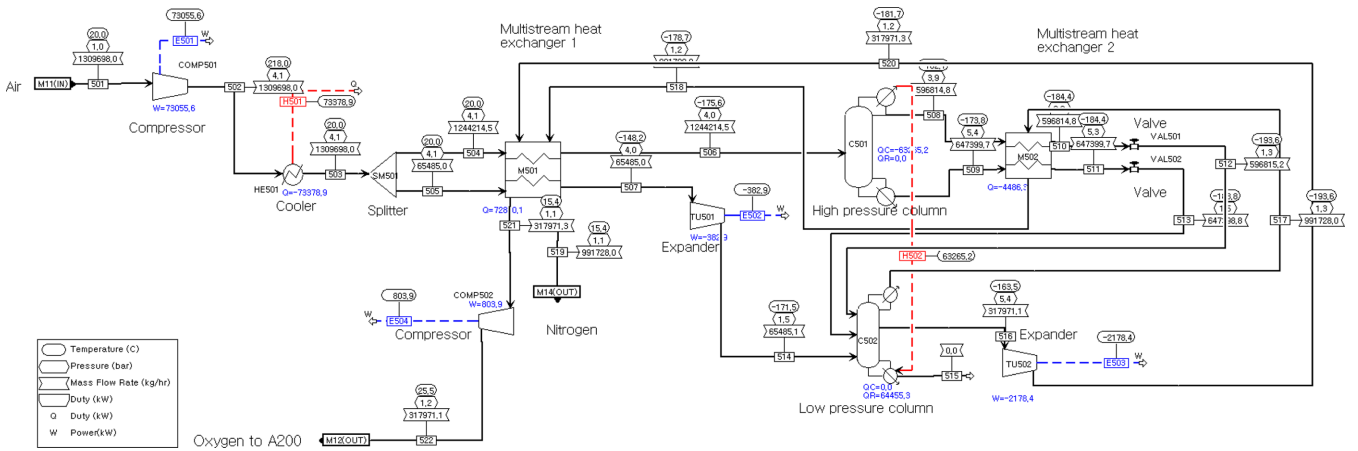 Air
M11(IN)
20,0
1,0
1309698,0
501
73055,6
E501
W
COMP501
W=73055,6
Compressor
502
218,0
4,1
1309698,0
H501
Q
73378,9
20,0
4,1
1309698,0
503
HE501
Q=-73378,9
Cooler
SM501
Splitter
20,0
4,1
1244214,5
504
20,0
4,1
65485,0
505
Multistream heat
exchanger 1
M501
-178,7
1,2
518
-148,2
4,0
65485,0
507
-175,6
4,0
1244214,5
506
521
15,4
1,1
317971,3
519
15,4
1,1
991728,0
M14(OUT)
Nitrogen
803,9
W
E504
COMP502
W=803,9
Compressor
25,5
1,2
317971,1
522
M12(OUT)
Oxygen to A200
-382,9
E502
W
TU501
Expander
-171,5
1,5
65485,1
514
-181,7
1,2
317971,3
520
3,9
596814,8
508
C501
QR=0,0
High pressure column
-173,8
5,4
647399,7
509
Multistream heat
exchanger 2
M502
Q=-4486,3
-184,4
596814,8
510
-184,4
5,3
647399,7
511
VAL501
Valve
VAL502
Valve
512
-193,6
1,3
596815,2
513
517
-193,6
1,3
991728,0
H502
63265,2
C502
QC=0,0
QR=64455,3
Low pressure column
0,0
515
-163,5
5,4
317971,1
516
Expander
TU502
W=-2178,4
-2178,4
E503
W
Temperature (C)
Pressure (bar)
Mass Flow Rate (kg/hr)
Duty (kW)
Q Duty (kW)
W Power(kW)